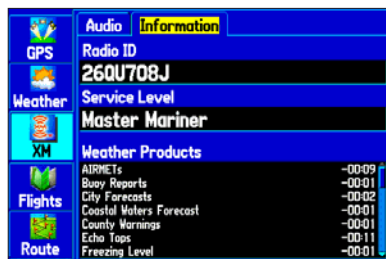 Audio Information
GPS
Radio ID
26QU708J
Weather
Service Level
Master Mariner
XM
Weather Products
AIRMETs -00:09
Buoy Reports -00:01
City Forecasts -00:02
Coastal Waters Forecast -00:01
County Warnings -00:01
Echo Tops -00:11
Freezing Level -00:01
Flights
Route